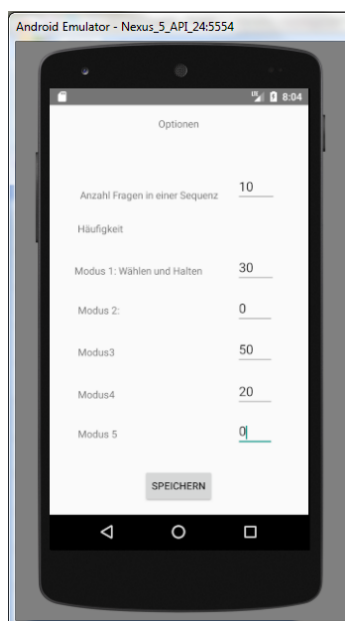 Android Emulator - Nexus_5_API_24:5554
8:04
Optionen
Anzahl Fragen in einer Sequenz 10
Häufigkeit
Modus 1: Wählen und Halten 30
Modus 2: 0
Modus3 50
Modus4 20
Modus 5 0
SPEICHERN